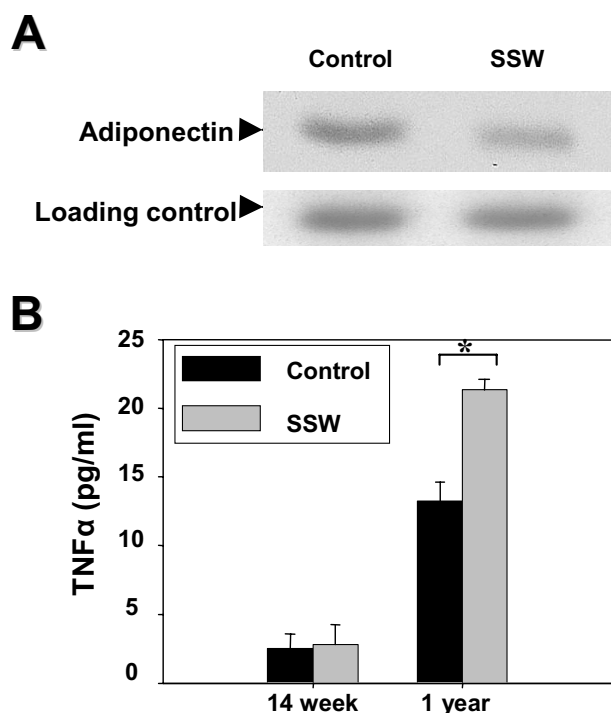 A
Control SSW
Adiponectin
Loading control
B
TNFα (pg/ml)
25
20
15
10
5
0
Control
SSW
*
14 week 1 year